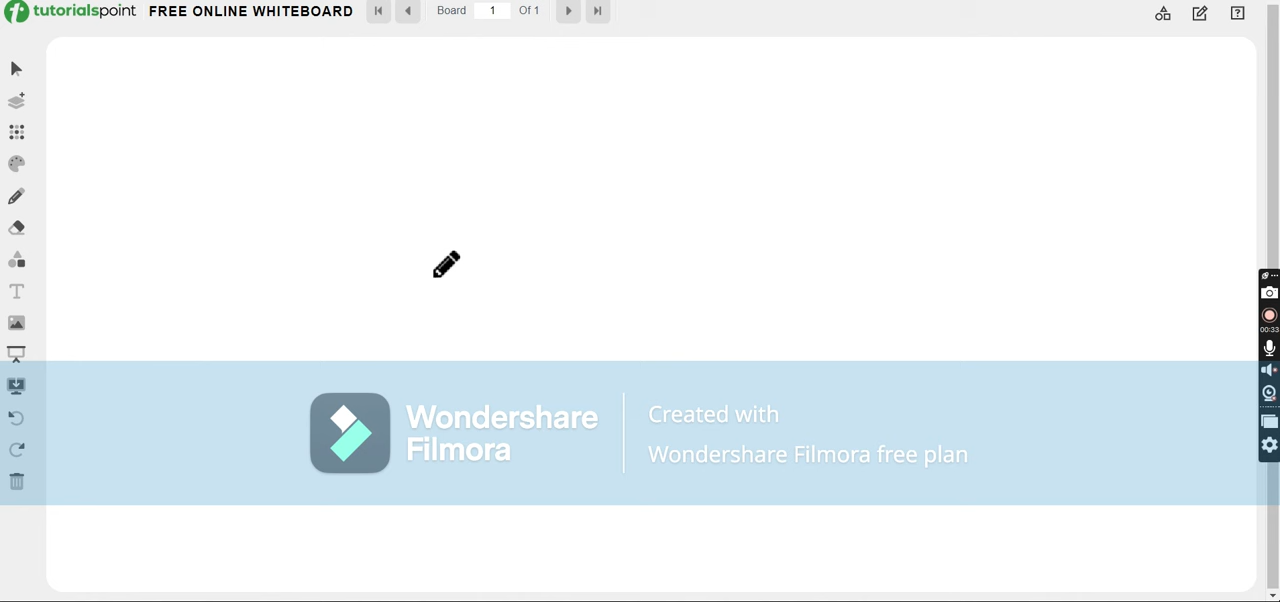 tutorialspoint FREE ONLINE WHITEBOARD Board 1 Of 1
00:33
Wondershare
Filmora
Created with
Wondershare Filmora free plan